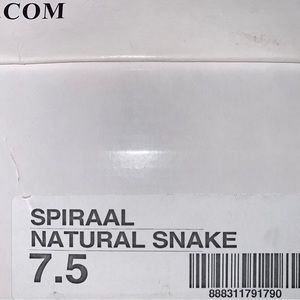 .COM
SPIRAAL
NATURAL SNAKE
7.5
888311791790